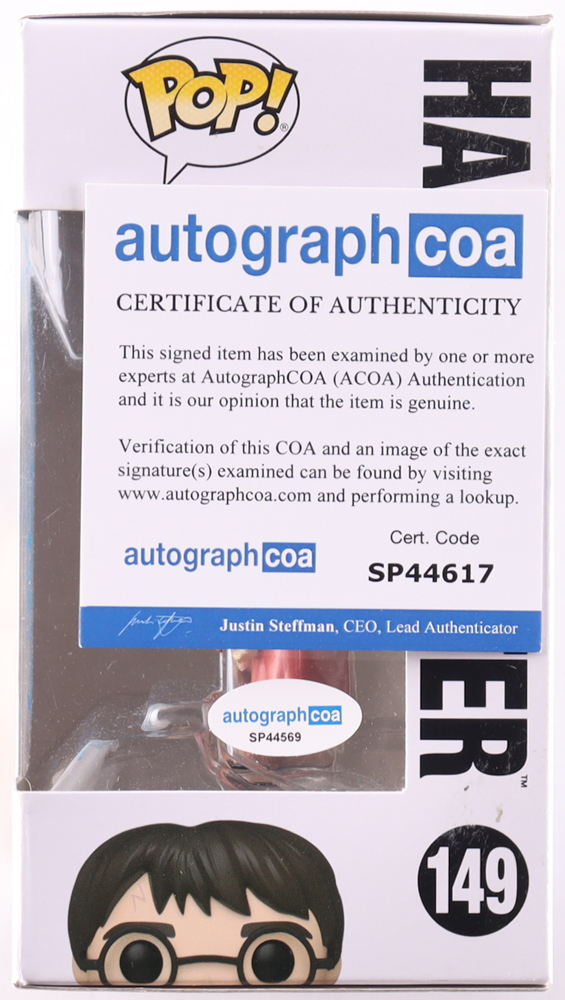 POP!
®
HA
autographcoa
CERTIFICATE OF AUTHENTICITY
This signed item has been examined by one or more
experts at AutographCOA (ACOA) Authentication
and it is our opinion that the item is genuine.
Verification of this COA and an image of the exact
signature(s) examined can be found by visiting
www.autographcoa.com and performing a lookup.
Cert. Code
autographcoa
SP44617
Justin Steffman, CEO, Lead Authenticator
ER™
autographcoa
SP44569
149